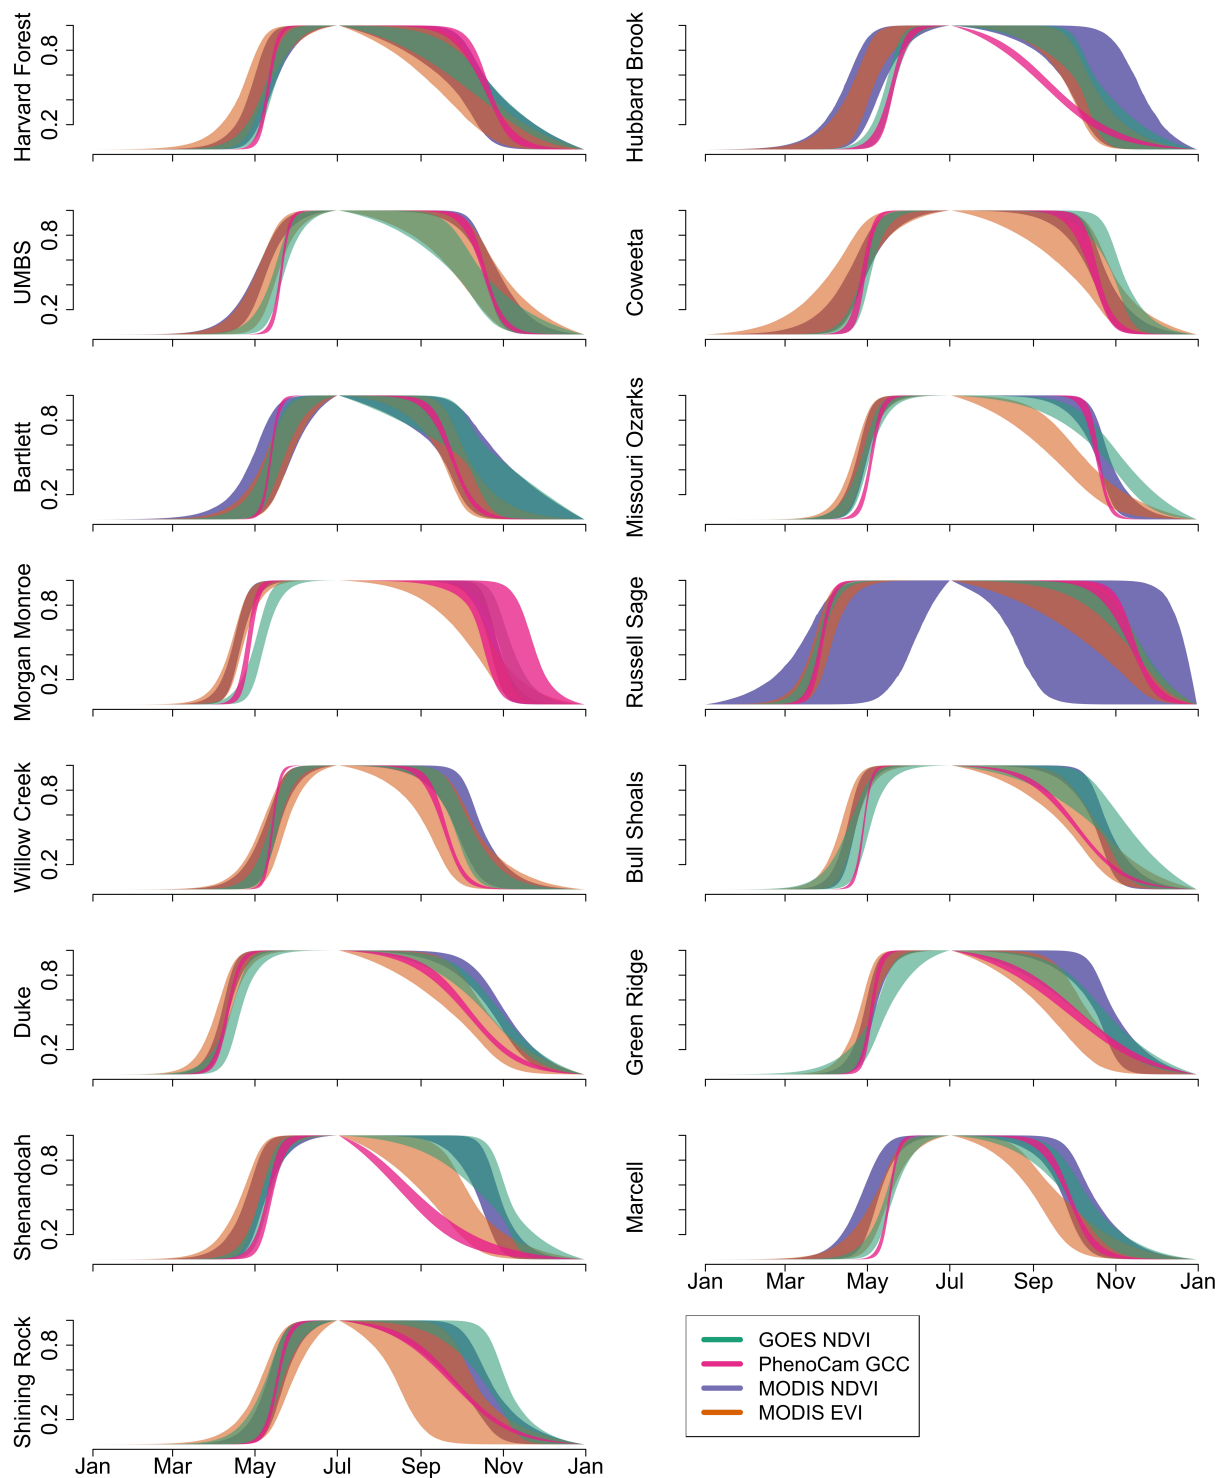 Harvard Forest
0.2 0.8
Hubbard Brook
UMBS
0.2 0.8
Coweeta
Bartlett
0.2 0.8
Missouri Ozarks
Morgan Monroe
0.2 0.8
Russell Sage
Willow Creek
0.2 0.8
Bull Shoals
Duke
0.2 0.8
Green Ridge
Shenandoah
0.2 0.8
Marcell
Jan Mar May Jul Sep Nov Jan
Shining Rock
0.2 0.8
Jan Mar May Jul Sep Nov Jan
GOES NDVI
PhenoCam GCC
MODIS NDVI
MODIS EVI